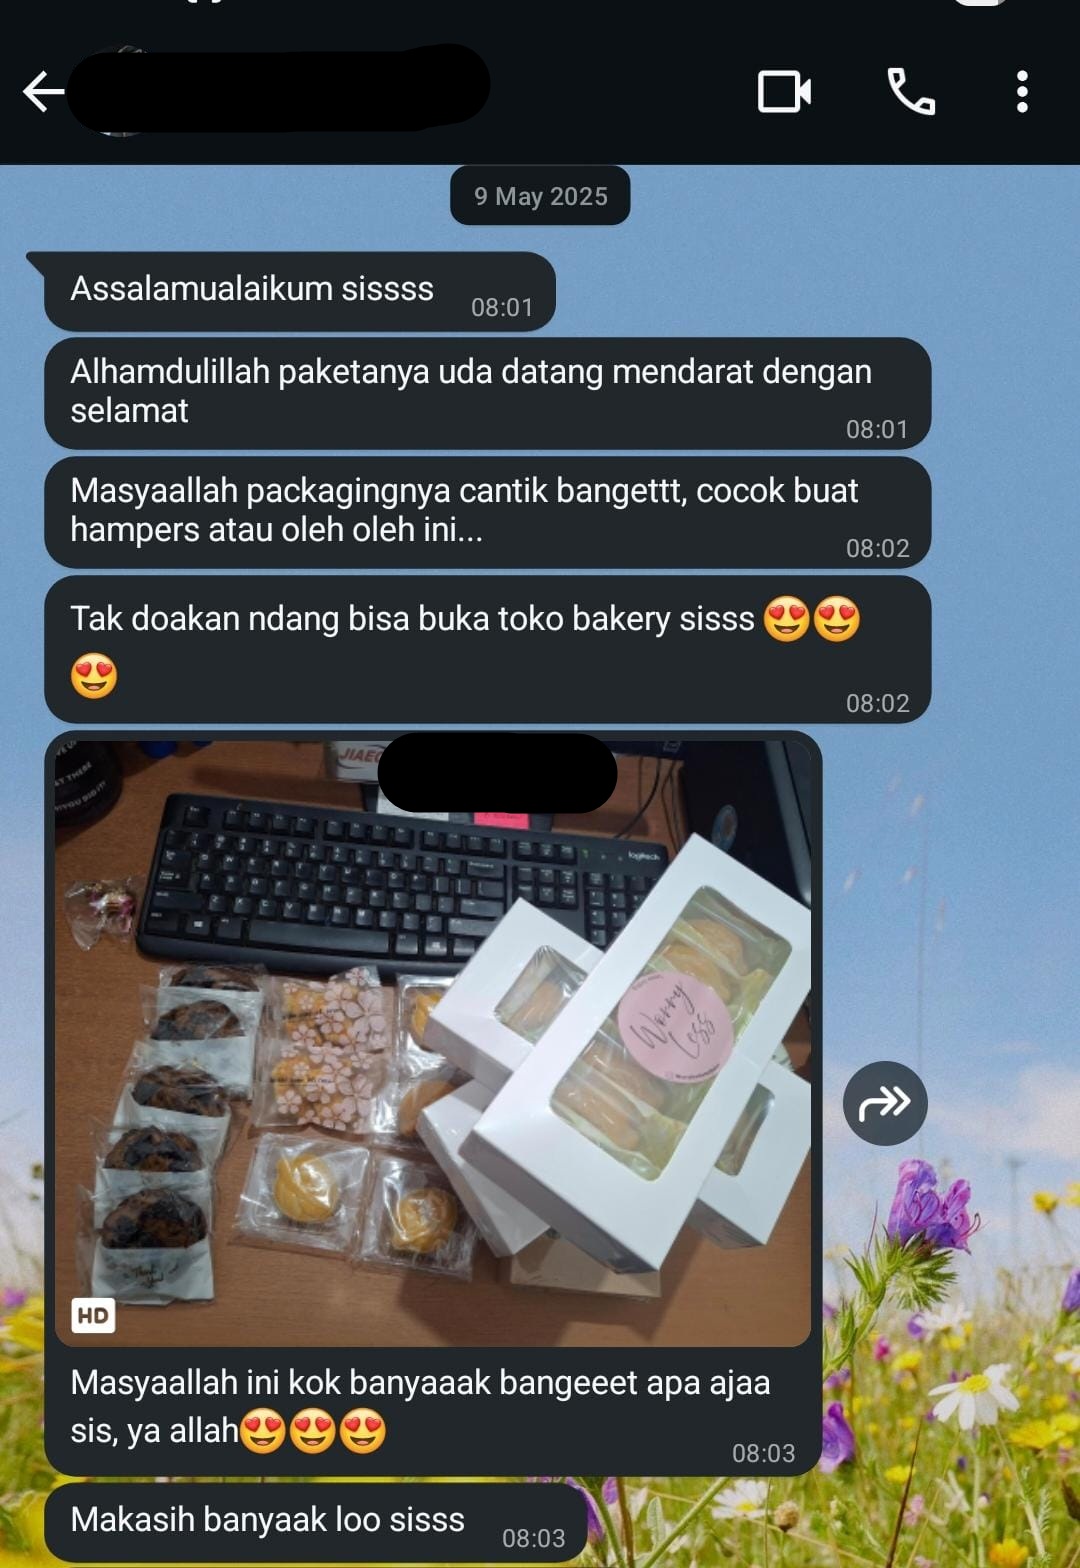 9 May 2025
Assalamualaikum sissss
08:01
Alhamdulillah paketanya uda datang mendarat dengan
selamat
08:01
Masyaallah packagingnya cantik bangettt, cocok buat
hampers atau oleh oleh ini...
08:02
Tak doakan ndang bisa buka toko bakery sisss 😍😍
😍
08:02
logitech
Worry
Less
HD
Masyaallah ini kok banyaaak bangeeet apa ajaa
sis, ya allah😍😍😍
08:03
Makasih banyaak loo sisss
08:03